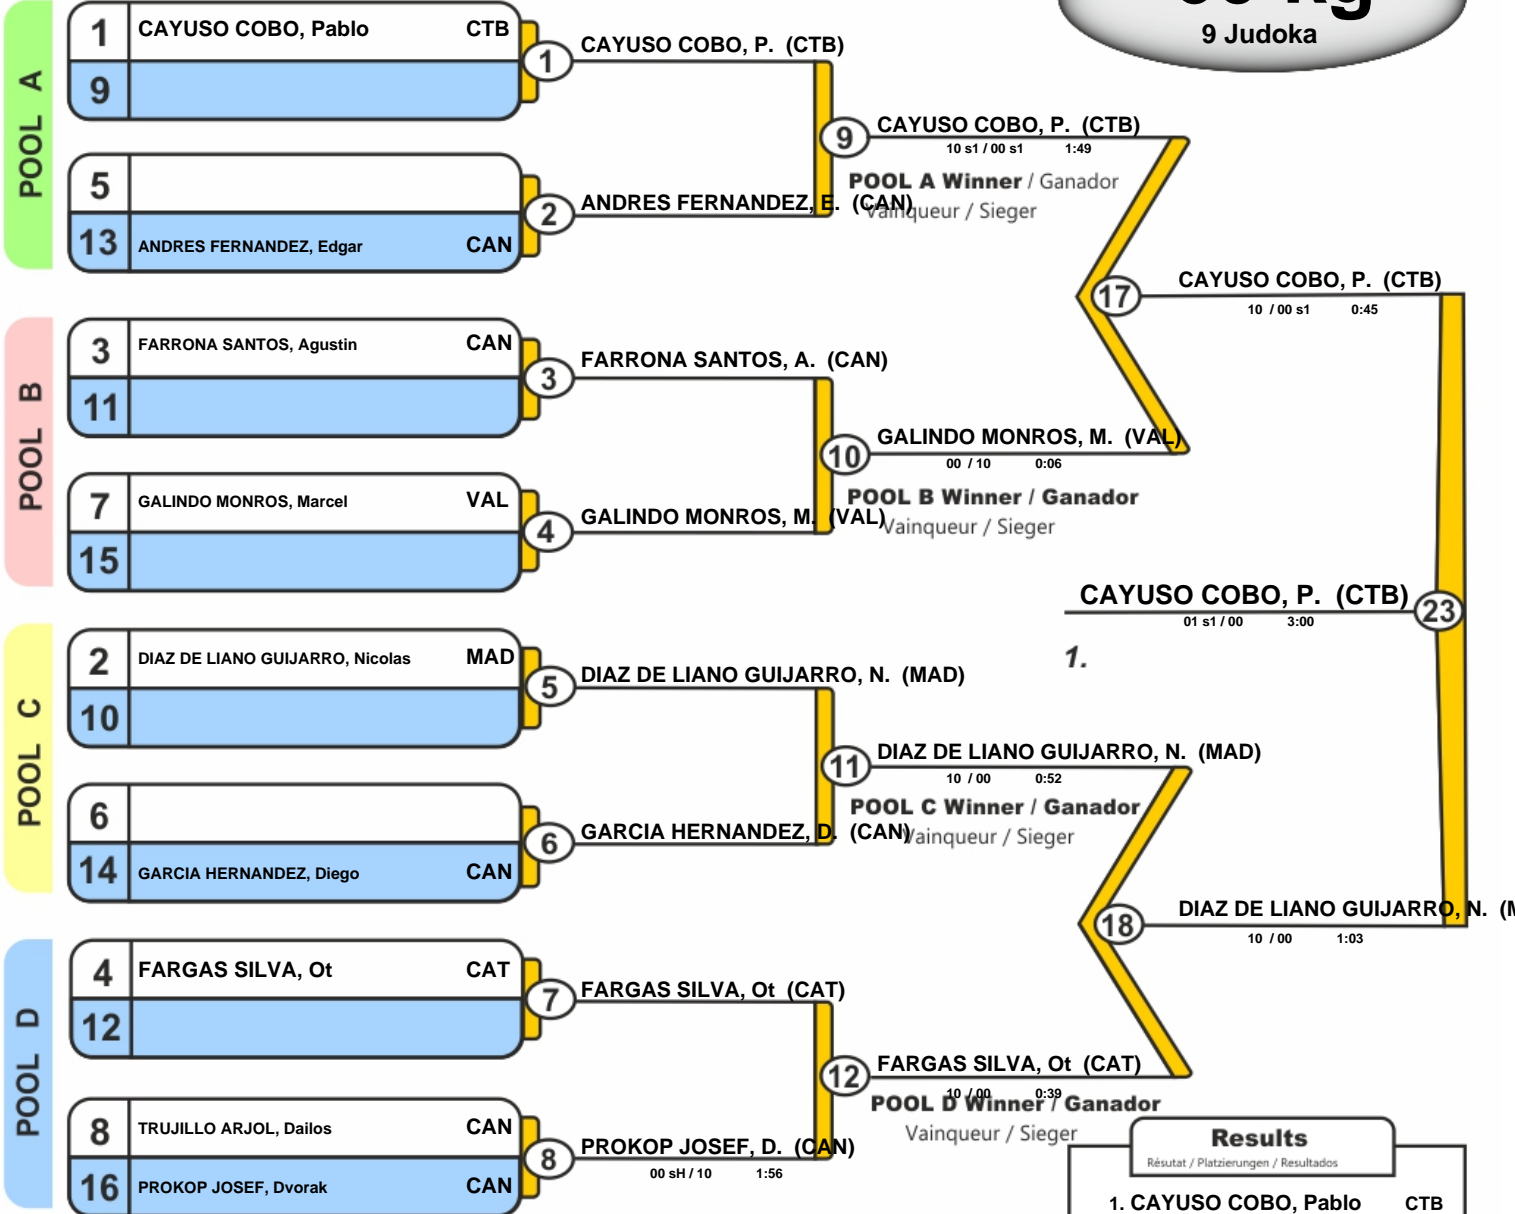 9 Judoka
POOL A
1 CAYUSO COBO, Pablo CTB
9
1 CAYUSO COBO, P. (CTB)
5
13 ANDRES FERNANDEZ, Edgar CAN
2 ANDRES FERNANDEZ, E. (CAN)
9 CAYUSO COBO, P. (CTB)
10 s1 / 00 s1 1:49
POOL A Winner / Ganador
Vainqueur / Sieger
POOL B
3 FARRONA SANTOS, Agustin CAN
11
3 FARRONA SANTOS, A. (CAN)
7 GALINDO MONROS, Marcel VAL
15
4 GALINDO MONROS, M. (VAL)
10 GALINDO MONROS, M. (VAL)
00 / 10 0:06
POOL B Winner / Ganador
Vainqueur / Sieger
17 CAYUSO COBO, P. (CTB)
10 / 00 s1 0:45
POOL C
2 DIAZ DE LIANO GUIJARRO, Nicolas MAD
10
5 DIAZ DE LIANO GUIJARRO, N. (MAD)
6
14 GARCIA HERNANDEZ, Diego CAN
6 GARCIA HERNANDEZ, D. (CAN)
11 DIAZ DE LIANO GUIJARRO, N. (MAD)
10 / 00 0:52
POOL C Winner / Ganador
Vainqueur / Sieger
POOL D
4 FARGAS SILVA, Ot CAT
12
7 FARGAS SILVA, Ot (CAT)
8 TRUJILLO ARJOL, Dailos CAN
16 PROKOP JOSEF, Dvorak CAN
8 PROKOP JOSEF, D. (CAN)
00 sH / 10 1:56
12 FARGAS SILVA, Ot (CAT)
10 / 00 0:39
POOL D Winner / Ganador
Vainqueur / Sieger
18 DIAZ DE LIANO GUIJARRO, N.
10 / 00 1:03
CAYUSO COBO, P. (CTB) 23
01 s1 / 00 3:00
1.
Results
Résutat / Platzierungen / Resultados
1. CAYUSO COBO, Pablo CTB